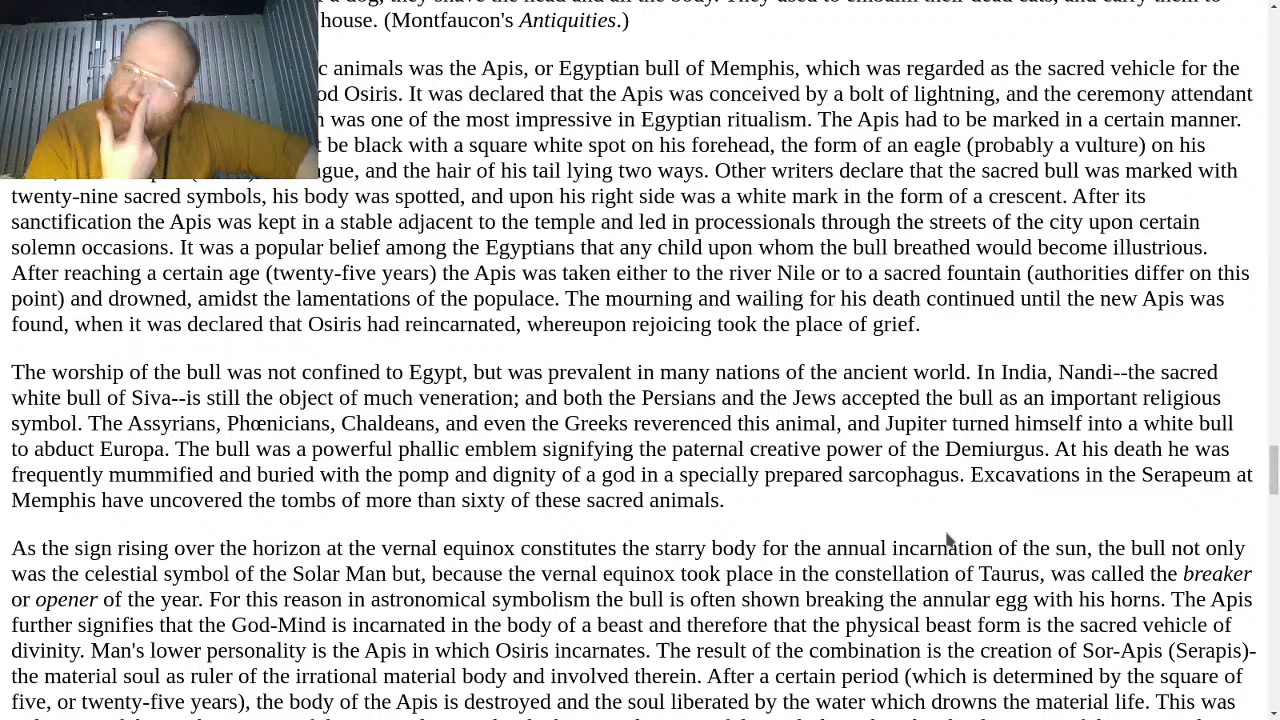 a dog, they shave the head and all the body. They used to embalm their dead cats, and carry them to
house. (Montfaucon's Antiquities.)
c animals was the Apis, or Egyptian bull of Memphis, which was regarded as the sacred vehicle for the
od Osiris. It was declared that the Apis was conceived by a bolt of lightning, and the ceremony attendant
was one of the most impressive in Egyptian ritualism. The Apis had to be marked in a certain manner.
be black with a square white spot on his forehead, the form of an eagle (probably a vulture) on his
gue, and the hair of his tail lying two ways. Other writers declare that the sacred bull was marked with
twenty-nine sacred symbols, his body was spotted, and upon his right side was a white mark in the form of a crescent. After its
sanctification the Apis was kept in a stable adjacent to the temple and led in processionals through the streets of the city upon certain
solemn occasions. It was a popular belief among the Egyptians that any child upon whom the bull breathed would become illustrious.
After reaching a certain age (twenty-five years) the Apis was taken either to the river Nile or to a sacred fountain (authorities differ on this
point) and drowned, amidst the lamentations of the populace. The mourning and wailing for his death continued until the new Apis was
found, when it was declared that Osiris had reincarnated, whereupon rejoicing took the place of grief.
The worship of the bull was not confined to Egypt, but was prevalent in many nations of the ancient world. In India, Nandi--the sacred
white bull of Siva--is still the object of much veneration; and both the Persians and the Jews accepted the bull as an important religious
symbol. The Assyrians, Phœnicians, Chaldeans, and even the Greeks reverenced this animal, and Jupiter turned himself into a white bull
to abduct Europa. The bull was a powerful phallic emblem signifying the paternal creative power of the Demiurgus. At his death he was
frequently mummified and buried with the pomp and dignity of a god in a specially prepared sarcophagus. Excavations in the Serapeum at
Memphis have uncovered the tombs of more than sixty of these sacred animals.
As the sign rising over the horizon at the vernal equinox constitutes the starry body for the annual incarnation of the sun, the bull not only
was the celestial symbol of the Solar Man but, because the vernal equinox took place in the constellation of Taurus, was called the breaker
or opener of the year. For this reason in astronomical symbolism the bull is often shown breaking the annular egg with his horns. The Apis
further signifies that the God-Mind is incarnated in the body of a beast and therefore that the physical beast form is the sacred vehicle of
divinity. Man's lower personality is the Apis in which Osiris incarnates. The result of the combination is the creation of Sor-Apis (Serapis)-
the material soul as ruler of the irrational material body and involved therein. After a certain period (which is determined by the square of
five, or twenty-five years), the body of the Apis is destroyed and the soul liberated by the water which drowns the material life. This was